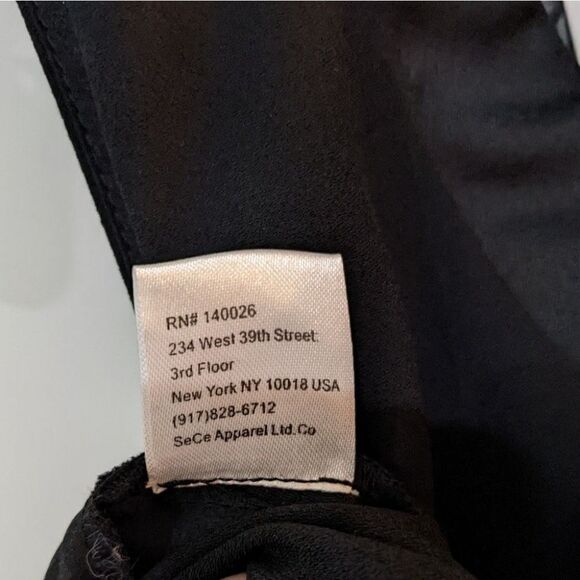 RN# 140026
234 West 39th Street
3rd Floor
New York NY 10018 USA
(917)828-6712
SeCe Apparel Ltd.Co